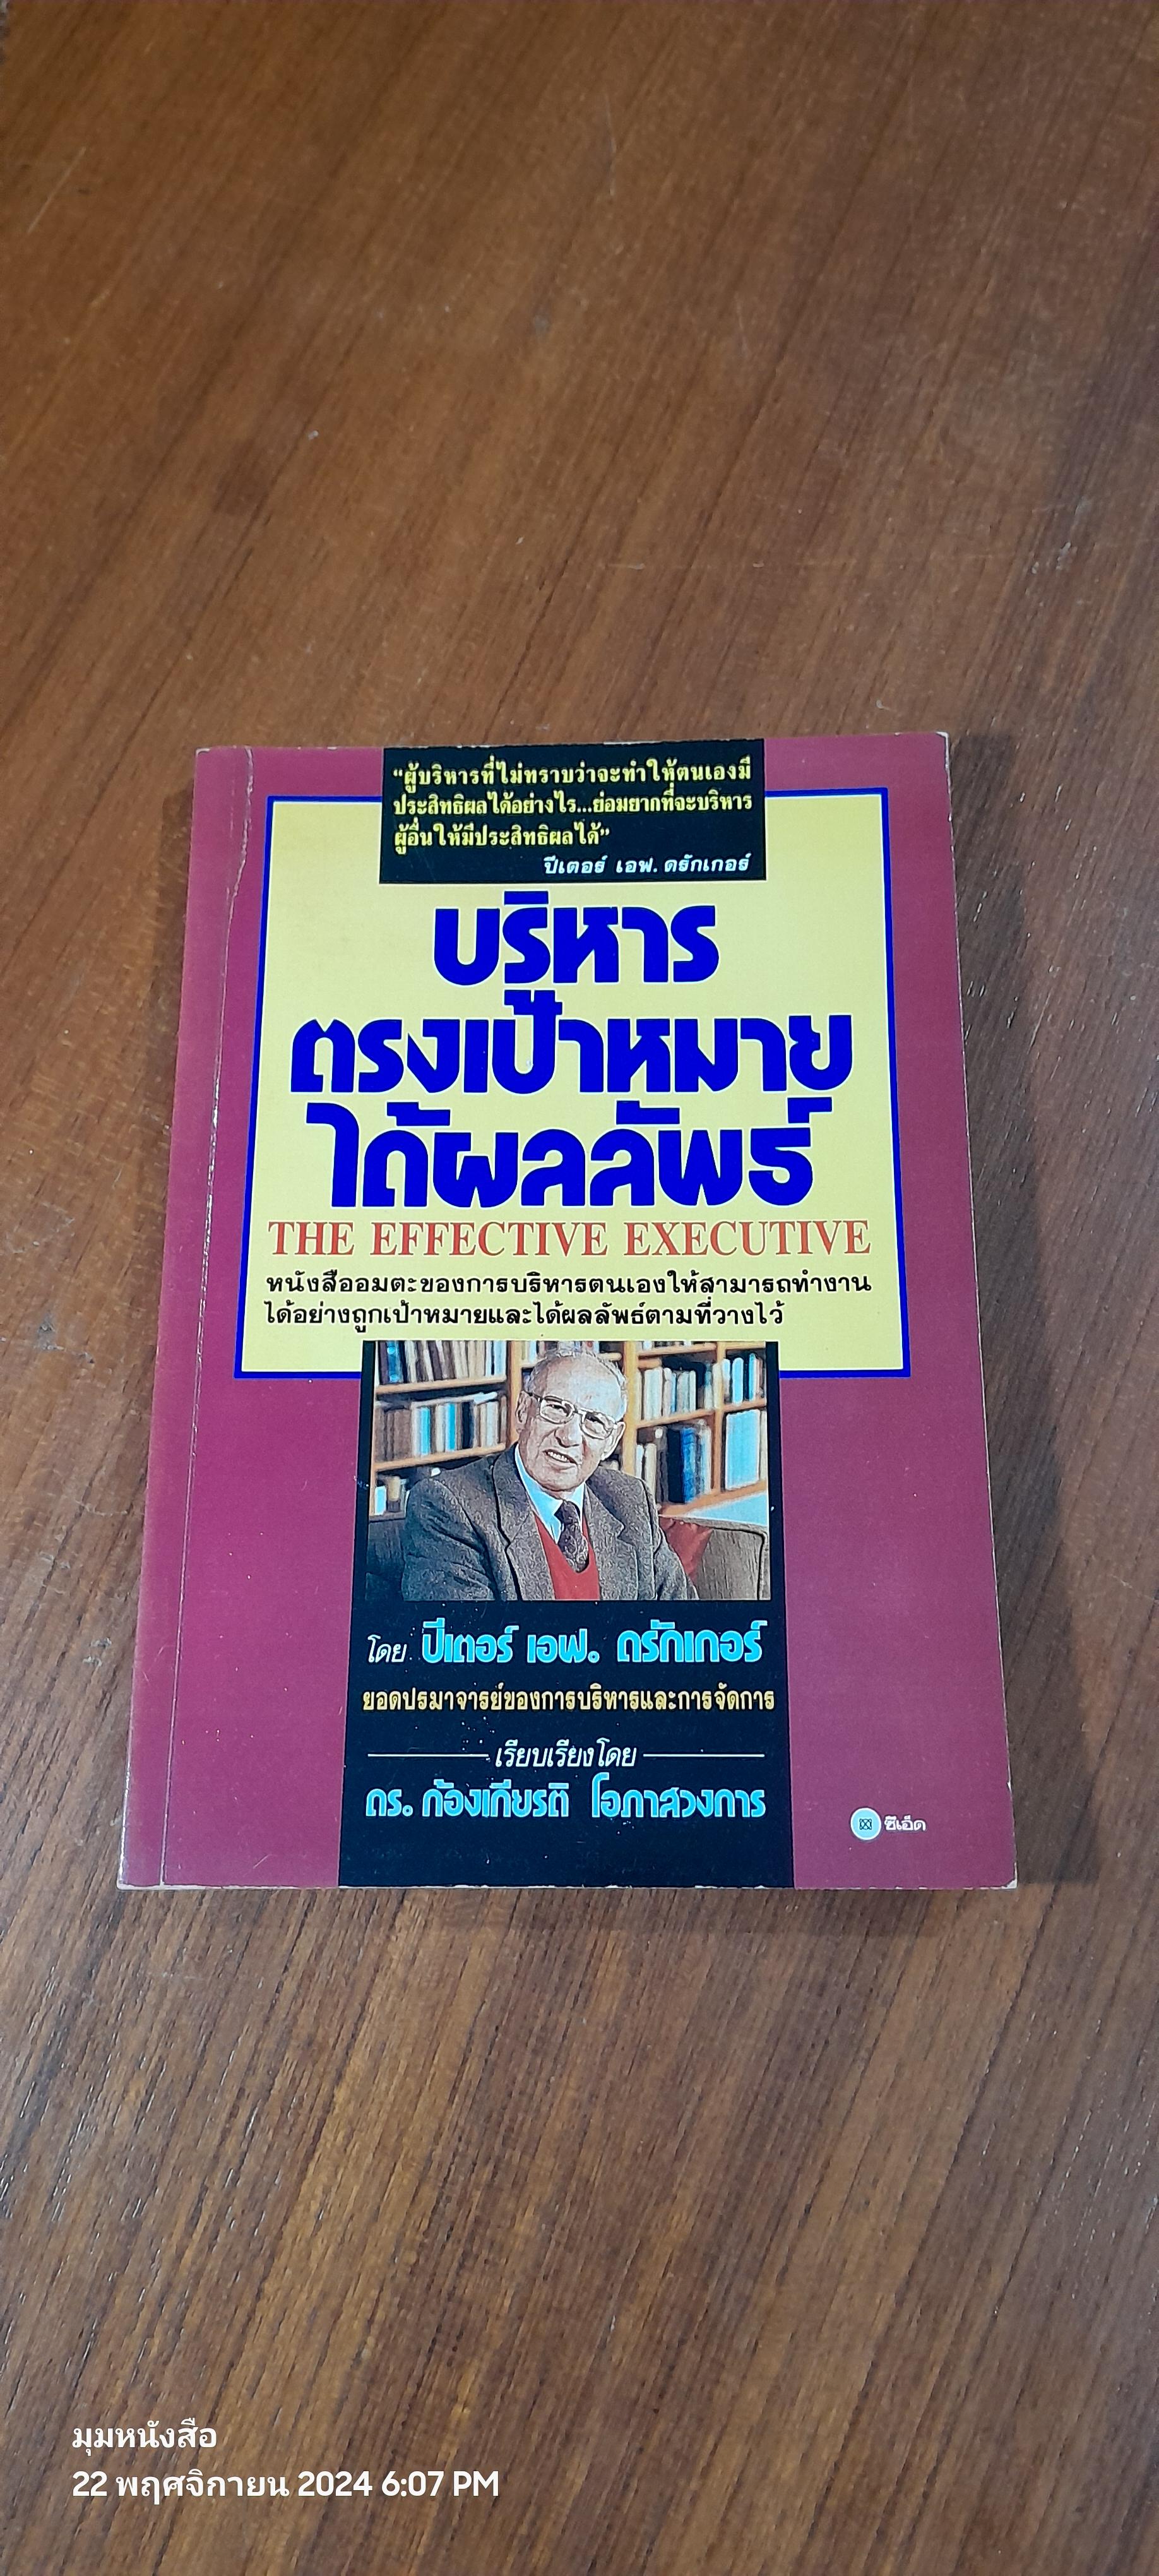 “ผู้บริหารที่ไม่ทราบว่าจะทำให้ตนเองมี
ประสิทธิผลได้อย่างไร...ย่อมยากที่จะบริหาร
ผู้อื่นให้มีประสิทธิผลได้”
ปีเตอร์ เอฟ. ดรักเกอร์
บริหาร
ตรงเป้าหมาย
ได้ผลลัพธ์
THE EFFECTIVE EXECUTIVE
หนังสืออมตะของการบริหารตนเองให้สามารถทำงาน
ได้อย่างถูกเป้าหมายและได้ผลลัพธ์ตามที่วางไว้
โดย ปีเตอร์ เอฟ. ดรักเกอร์
ยอดปรมาจารย์ของการบริหารและการจัดการ
เรียบเรียงโดย
ดร. ก้องเกียรติ โอภาสวงการ
ซีเอ็ด
มุมหนังสือ
22 พฤศจิกายน 2024 6:07 PM